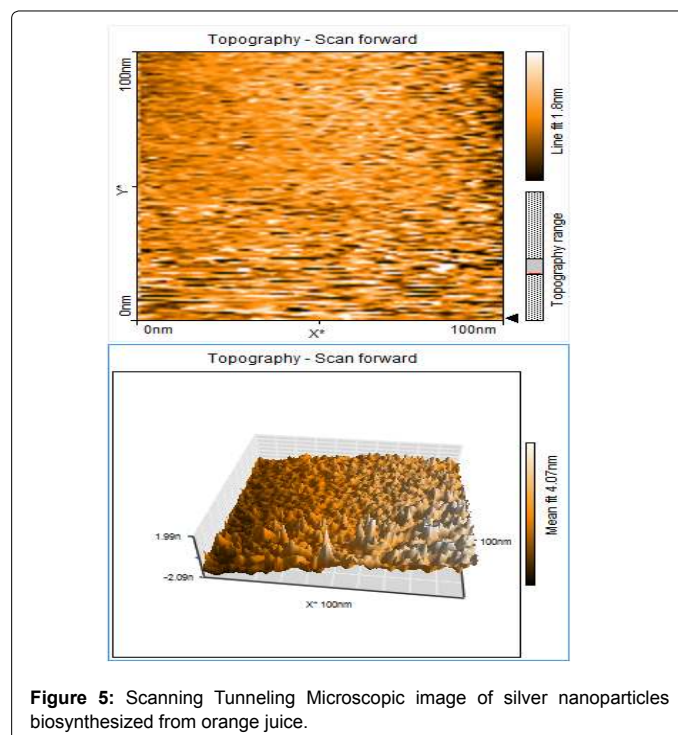 Topography - Scan forward
100nm
Y*
0nm
0nm
X*
100nm
Line fit 1.8nm
Topography range
Topography - Scan forward
1.99n
-2.09n
X* 100nm
100nm
Mean fit 4.07nm
Figure 5: Scanning Tunneling Microscopic image of silver nanoparticles
biosynthesized from orange juice.